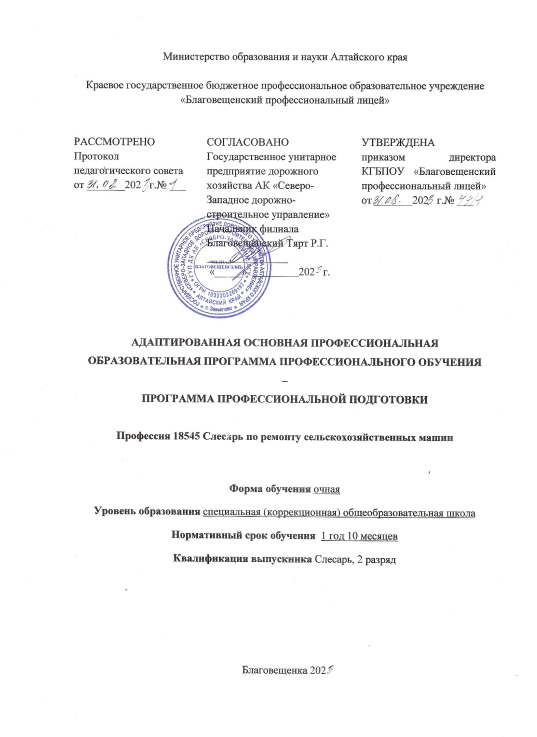 Министерство образования и науки Алтайского края
Краевое государственное бюджетное профессиональное образовательное учреждение
«Благовещенский профессиональный лицей»
РАССМОТРЕНО
Протокол
педагогического совета
от 31.08. 202 г.№ 1
СОГЛАСОВАНО
Государственное унитарное
предприятие дорожного
хозяйства АК «Северо-
Западное дорожно-
строительное управление»
Начальник филиала
Благовещенский Тярт Р.Г.
« 202 г.
УТВЕРЖДЕНА
приказом директора
КГБПОУ «Благовещенский
профессиональный лицей»
от 31.08. 202 г.№
АДАПТИРОВАННАЯ ОСНОВНАЯ ПРОФЕССИОНАЛЬНАЯ
ОБРАЗОВАТЕЛЬНАЯ ПРОГРАММА ПРОФЕССИОНАЛЬНОГО ОБУЧЕНИЯ
–
ПРОГРАММА ПРОФЕССИОНАЛЬНОЙ ПОДГОТОВКИ
Профессия 18545 Слесарь по ремонту сельскохозяйственных машин
Форма обучения очная
Уровень образования специальная (коррекционная) общеобразовательная школа
Нормативный срок обучения 1 год 10 месяцев
Квалификация выпускника Слесарь, 2 разряд
Благовещенка 202